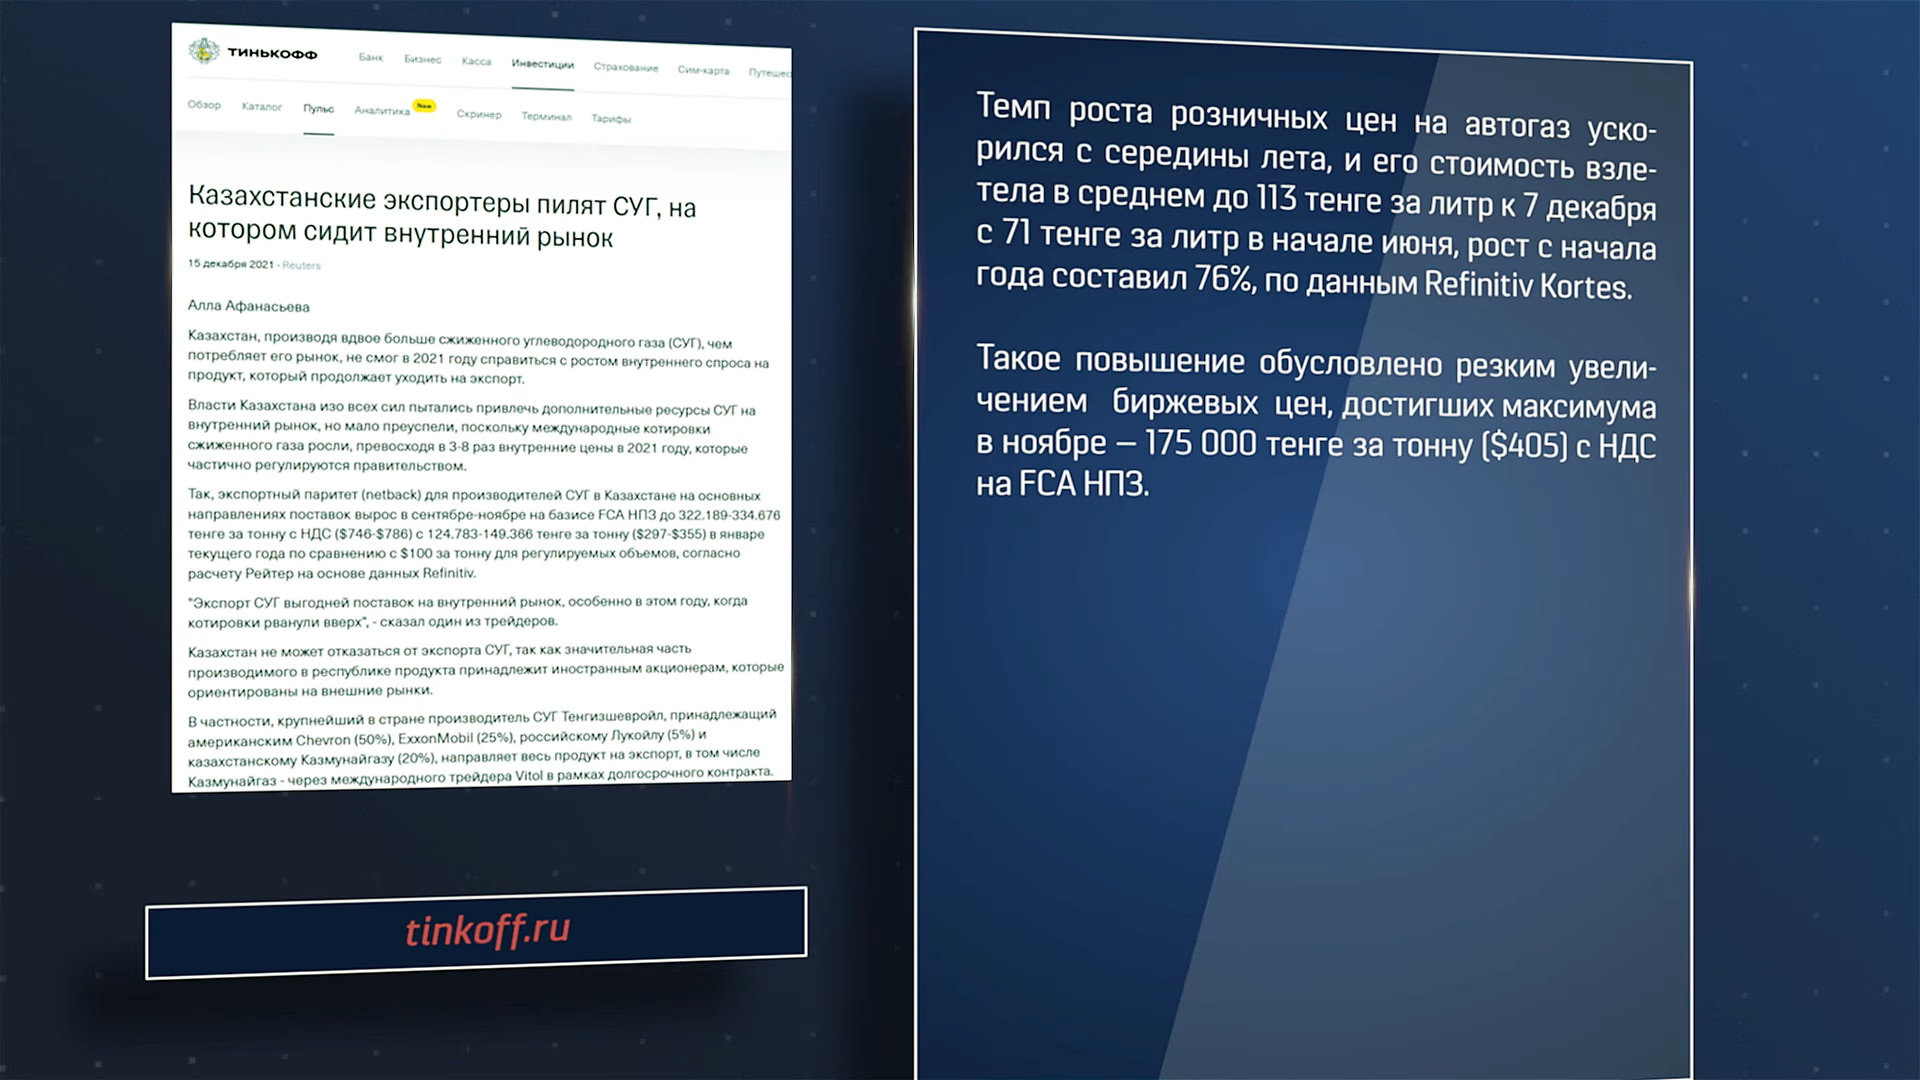 ТИНЬКОФФ
Банк Бизнес Касса Инвестиции Страхование Сим-карта Путешес
Обзор Каталог Пульс Аналитика New Скринер Терминал Тарифы
Казахстанские экспортеры пилят СУГ, на
котором сидит внутренний рынок
15 декабря 2021 - Reuters
Алла Афанасьева
Казахстан, производя вдвое больше сжиженного углеводородного газа (СУГ), чем
потребляет его рынок, не смог в 2021 году справиться с ростом внутреннего спроса на
продукт, который продолжает уходить на экспорт.
Власти Казахстана изо всех сил пытались привлечь дополнительные ресурсы СУГ на
внутренний рынок, но мало преуспели, поскольку международные котировки
сжиженного газа росли, превосходя в 3-8 раз внутренние цены в 2021 году, которые
частично регулируются правительством.
Так, экспортный паритет (netback) для производителей СУГ в Казахстане на основных
направлениях поставок вырос в сентябре-ноябре на базисе FCA НПЗ до 322.189-334.676
тенге за тонну с НДС ($746-$786) с 124.783-149.366 тенге за тонну ($297-$355) в январе
текущего года по сравнению с $100 за тонну для регулируемых объемов, согласно
расчету Рейтер на основе данных Refinitiv.
"Экспорт СУГ выгодней поставок на внутренний рынок, особенно в этом году, когда
котировки рванули вверх", - сказал один из трейдеров.
Казахстан не может отказаться от экспорта СУГ, так как значительная часть
производимого в республике продукта принадлежит иностранным акционерам, которые
ориентированы на внешние рынки.
В частности, крупнейший в стране производитель СУГ Тенгизшевройл, принадлежащий
американским Chevron (50%), ExxonMobil (25%), российскому Лукойлу (5%) и
казахстанскому Казмунайгазу (20%), направляет весь продукт на экспорт, в том числе
Казмунайгаз - через международного трейдера Vitol в рамках долгосрочного контракта.
tinkoff.ru
Темп роста розничных цен на автогаз уско-
рился с середины лета, и его стоимость взле-
тела в среднем до 113 тенге за литр к 7 декабря
с 71 тенге за литр в начале июня, рост с начала
года составил 76%, по данным Refinitiv Kortes.
Такое повышение обусловлено резким увели-
чением биржевых цен, достигших максимума
в ноябре – 175 000 тенге за тонну ($405) с НДС
на FCA НПЗ.